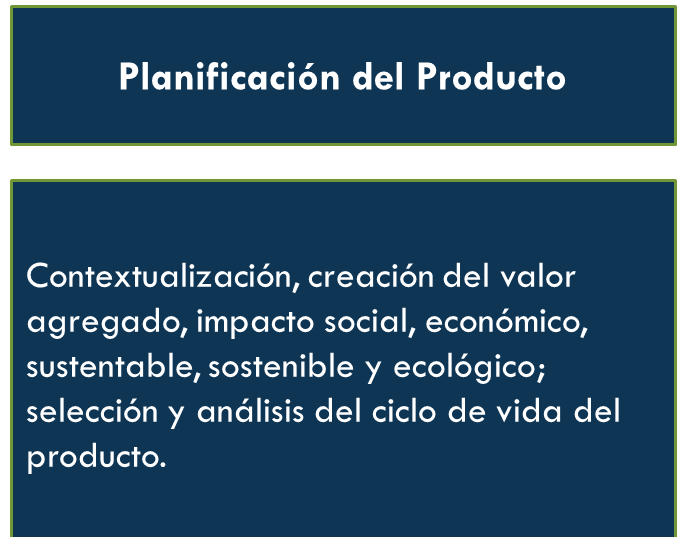 Planificación del Producto
Contextualización, creación del valor
agregado, impacto social, económico,
sustentable, sostenible y ecológico;
selección y análisis del ciclo de vida del
producto.